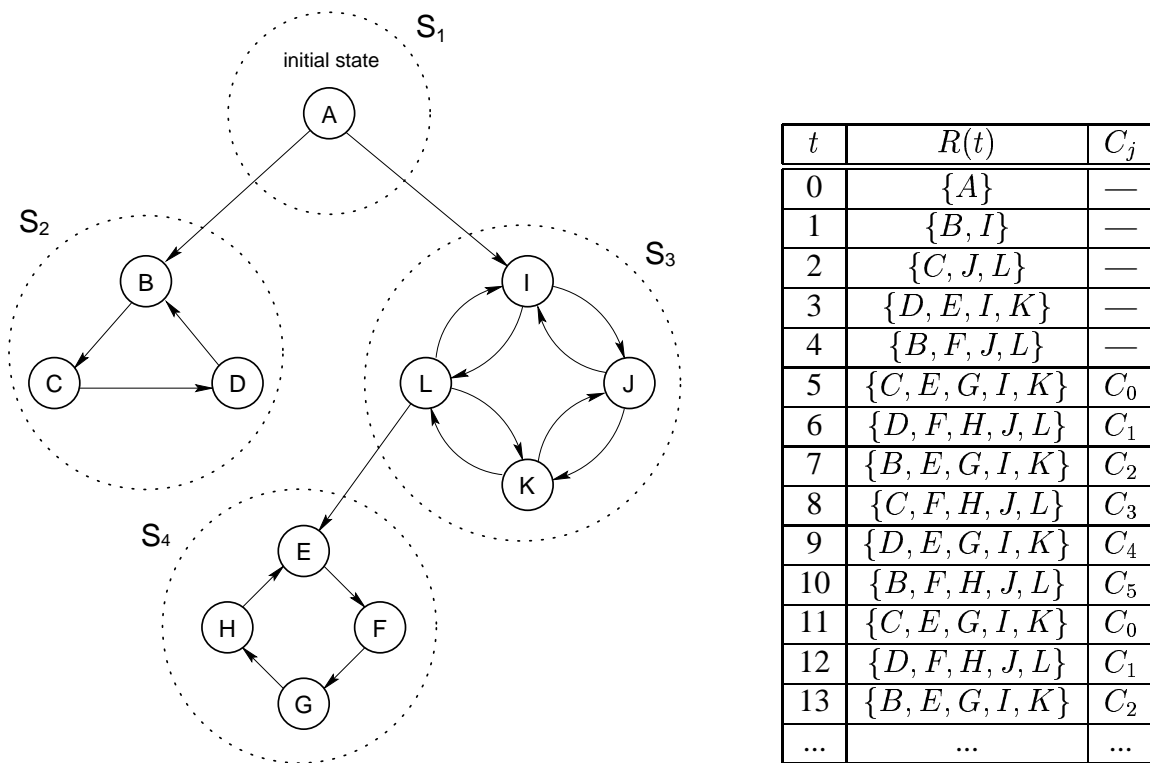 S₁
initial state
A
S₂
B
I
S₃
C
D
L
J
K
S₄
E
H
F
G
t R(t) Cⱼ
0 {A} —
1 {B, I} —
2 {C, J, L} —
3 {D, E, I, K} —
4 {B, F, J, L} —
5 {C, E, G, I, K} C₀
6 {D, F, H, J, L} C₁
7 {B, E, G, I, K} C₂
8 {C, F, H, J, L} C₃
9 {D, E, G, I, K} C₄
10 {B, F, H, J, L} C₅
11 {C, E, G, I, K} C₀
12 {D, F, H, J, L} C₁
13 {B, E, G, I, K} C₂
... ... ...